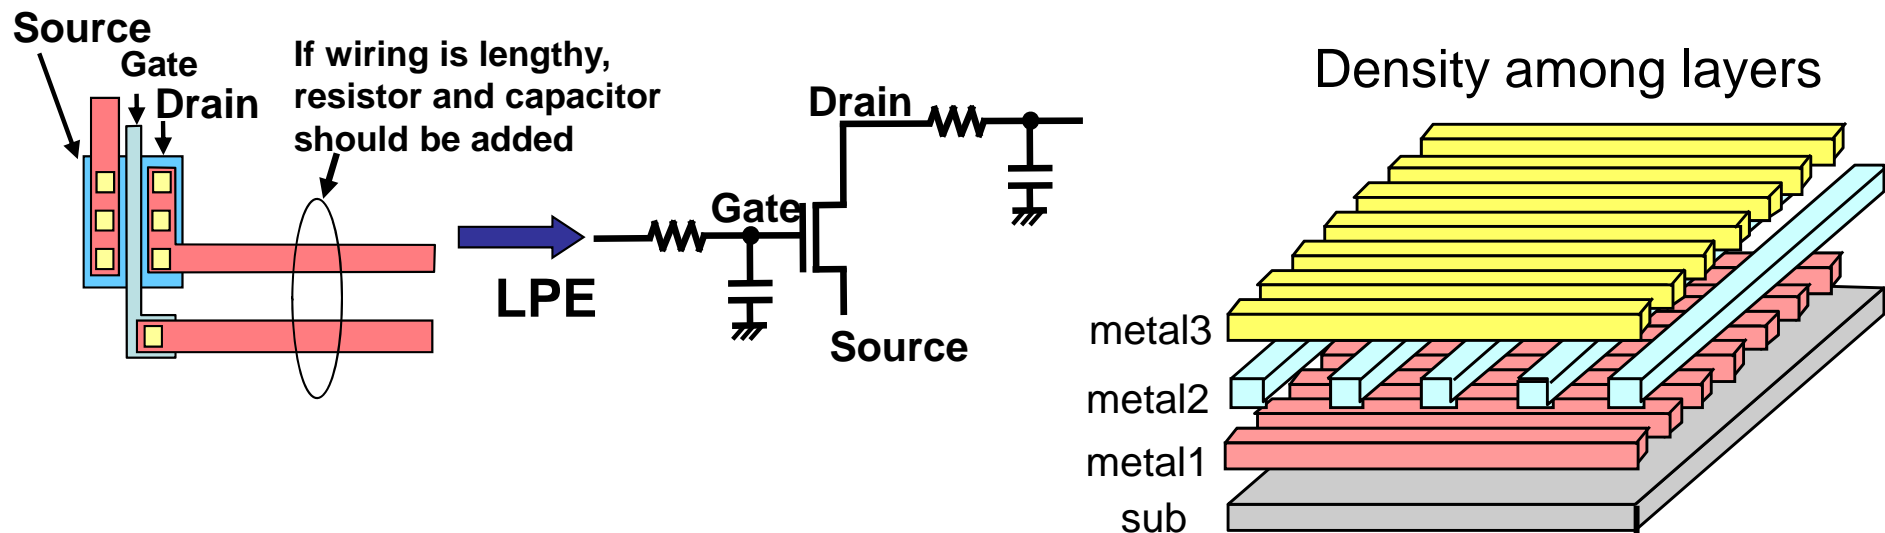 Source
Gate
Drain
If wiring is lengthy,
resistor and capacitor
should be added
LPE
Drain
Gate
Source
Density among layers
metal3
metal2
metal1
sub